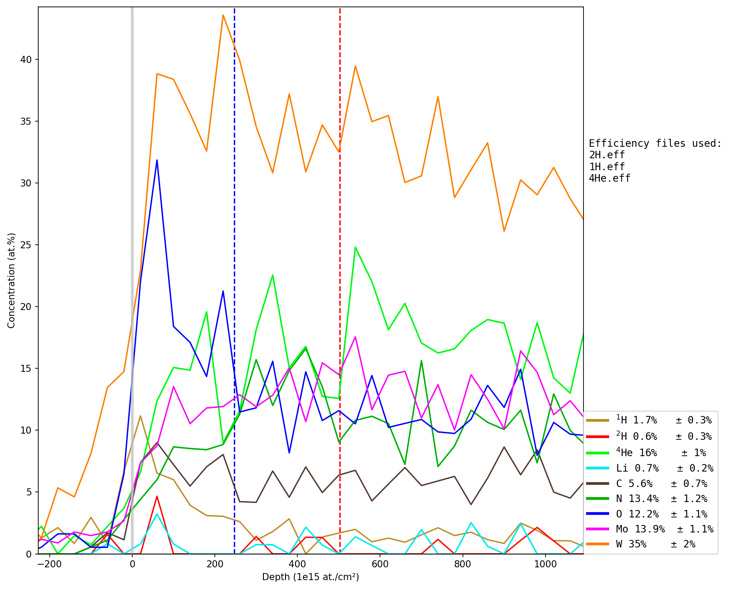 40
35
30
25
20
15
10
5
0
Concentration (at.%)
−200
0
200
400
600
800
1000
Depth (1e15 at./cm²)
Efficiency files used:
2H.eff
1H.eff
4He.eff
¹H 1.7% ± 0.3%
²H 0.6% ± 0.3%
⁴He 16% ± 1%
Li 0.7% ± 0.2%
C 5.6% ± 0.7%
N 13.4% ± 1.2%
O 12.2% ± 1.1%
Mo 13.9% ± 1.1%
W 35% ± 2%